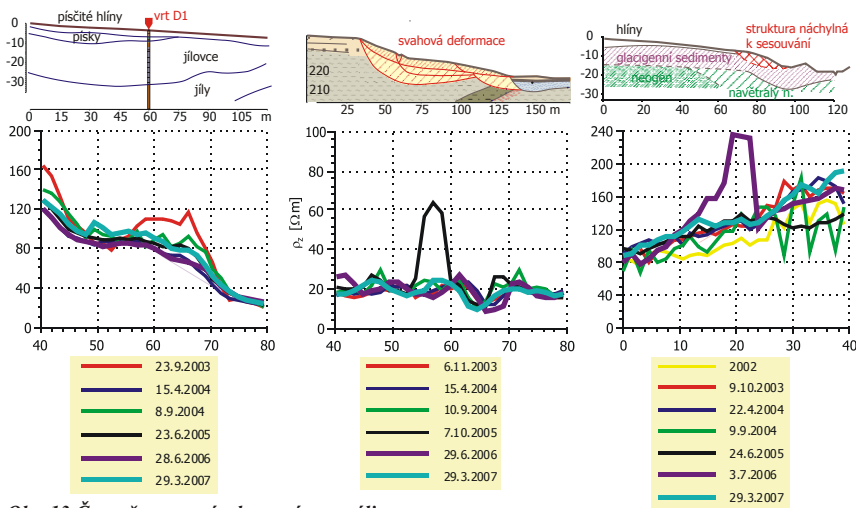 písčité hlíny
vrt D1
písky
jílovce
jíly
0
-10
-20
-30
0 15 30 45 60 75 90 105 m
svahová deformace
220
210
25 50 75 100 125 150 m
hlíny
struktura náchylná
k sesouvání
glacigenní sedimenty
neogén
navětralý n.
0
-10
-20
-30
0 20 40 60 80 100 120
200
160
120
80
40
0
40 50 60 70 80
23.9.2003
15.4.2004
8.9.2004
23.6.2005
28.6.2006
29.3.2007
ρz [Ωm]
100
80
60
40
20
0
40 50 60 70 80
6.11.2003
15.4.2004
10.9.2004
7.10.2005
29.6.2006
29.3.2007
240
200
160
120
80
40
0
0 10 20 30 40
2002
9.10.2003
22.4.2004
9.9.2004
24.6.2005
3.7.2006
29.3.2007